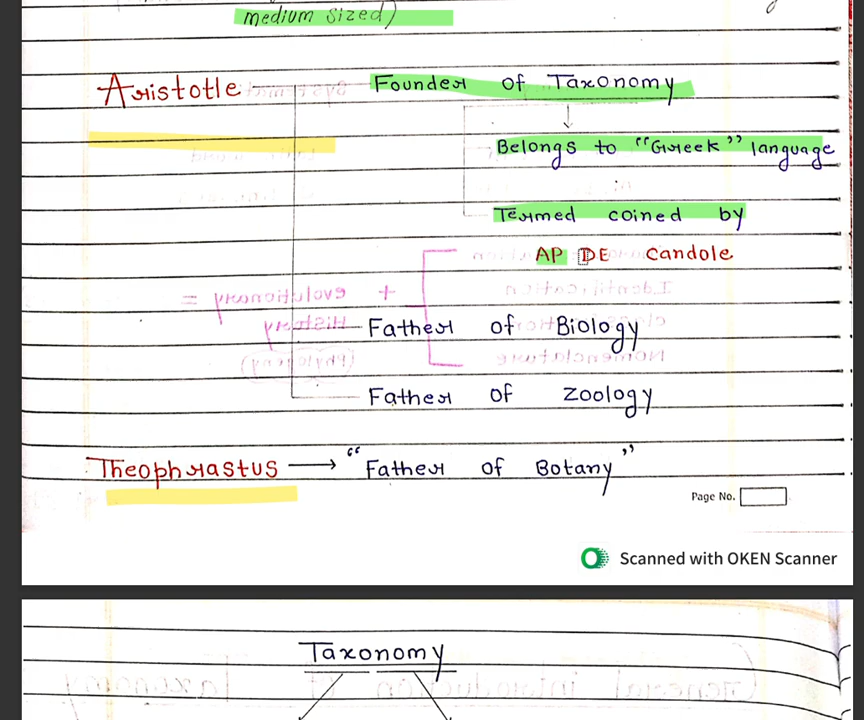 medium sized)
Aristotle Founder of Taxonomy
Belongs to "Greek" language
Termed coined by
AP DE Candole
Father of Biology
Father of Zoology
Theophrastus → "Father of Botany"
Page No.
Scanned with OKEN Scanner
Taxonomy